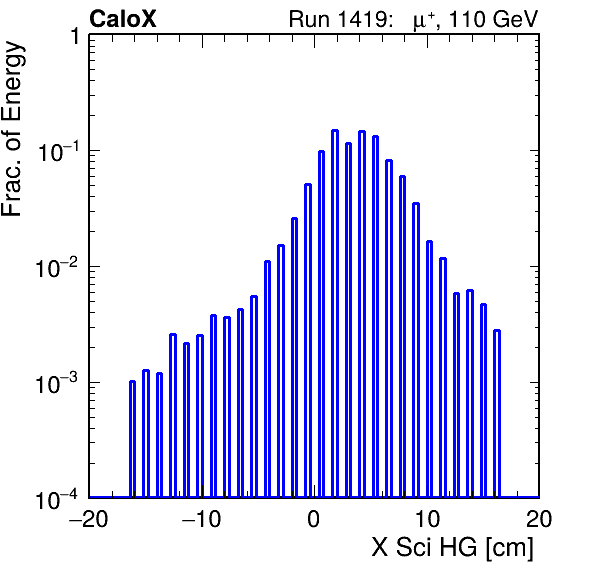 CaloX Run 1419: μ⁺, 110 GeV
Frac. of Energy
1
10⁻¹
10⁻²
10⁻³
10⁻⁴
−20 −10 0 10 20
X Sci HG [cm]